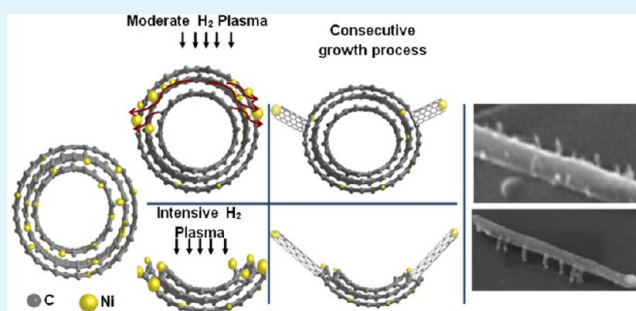 Moderate H₂ Plasma
Consecutive
growth process
Intensive H₂
Plasma
C
Ni